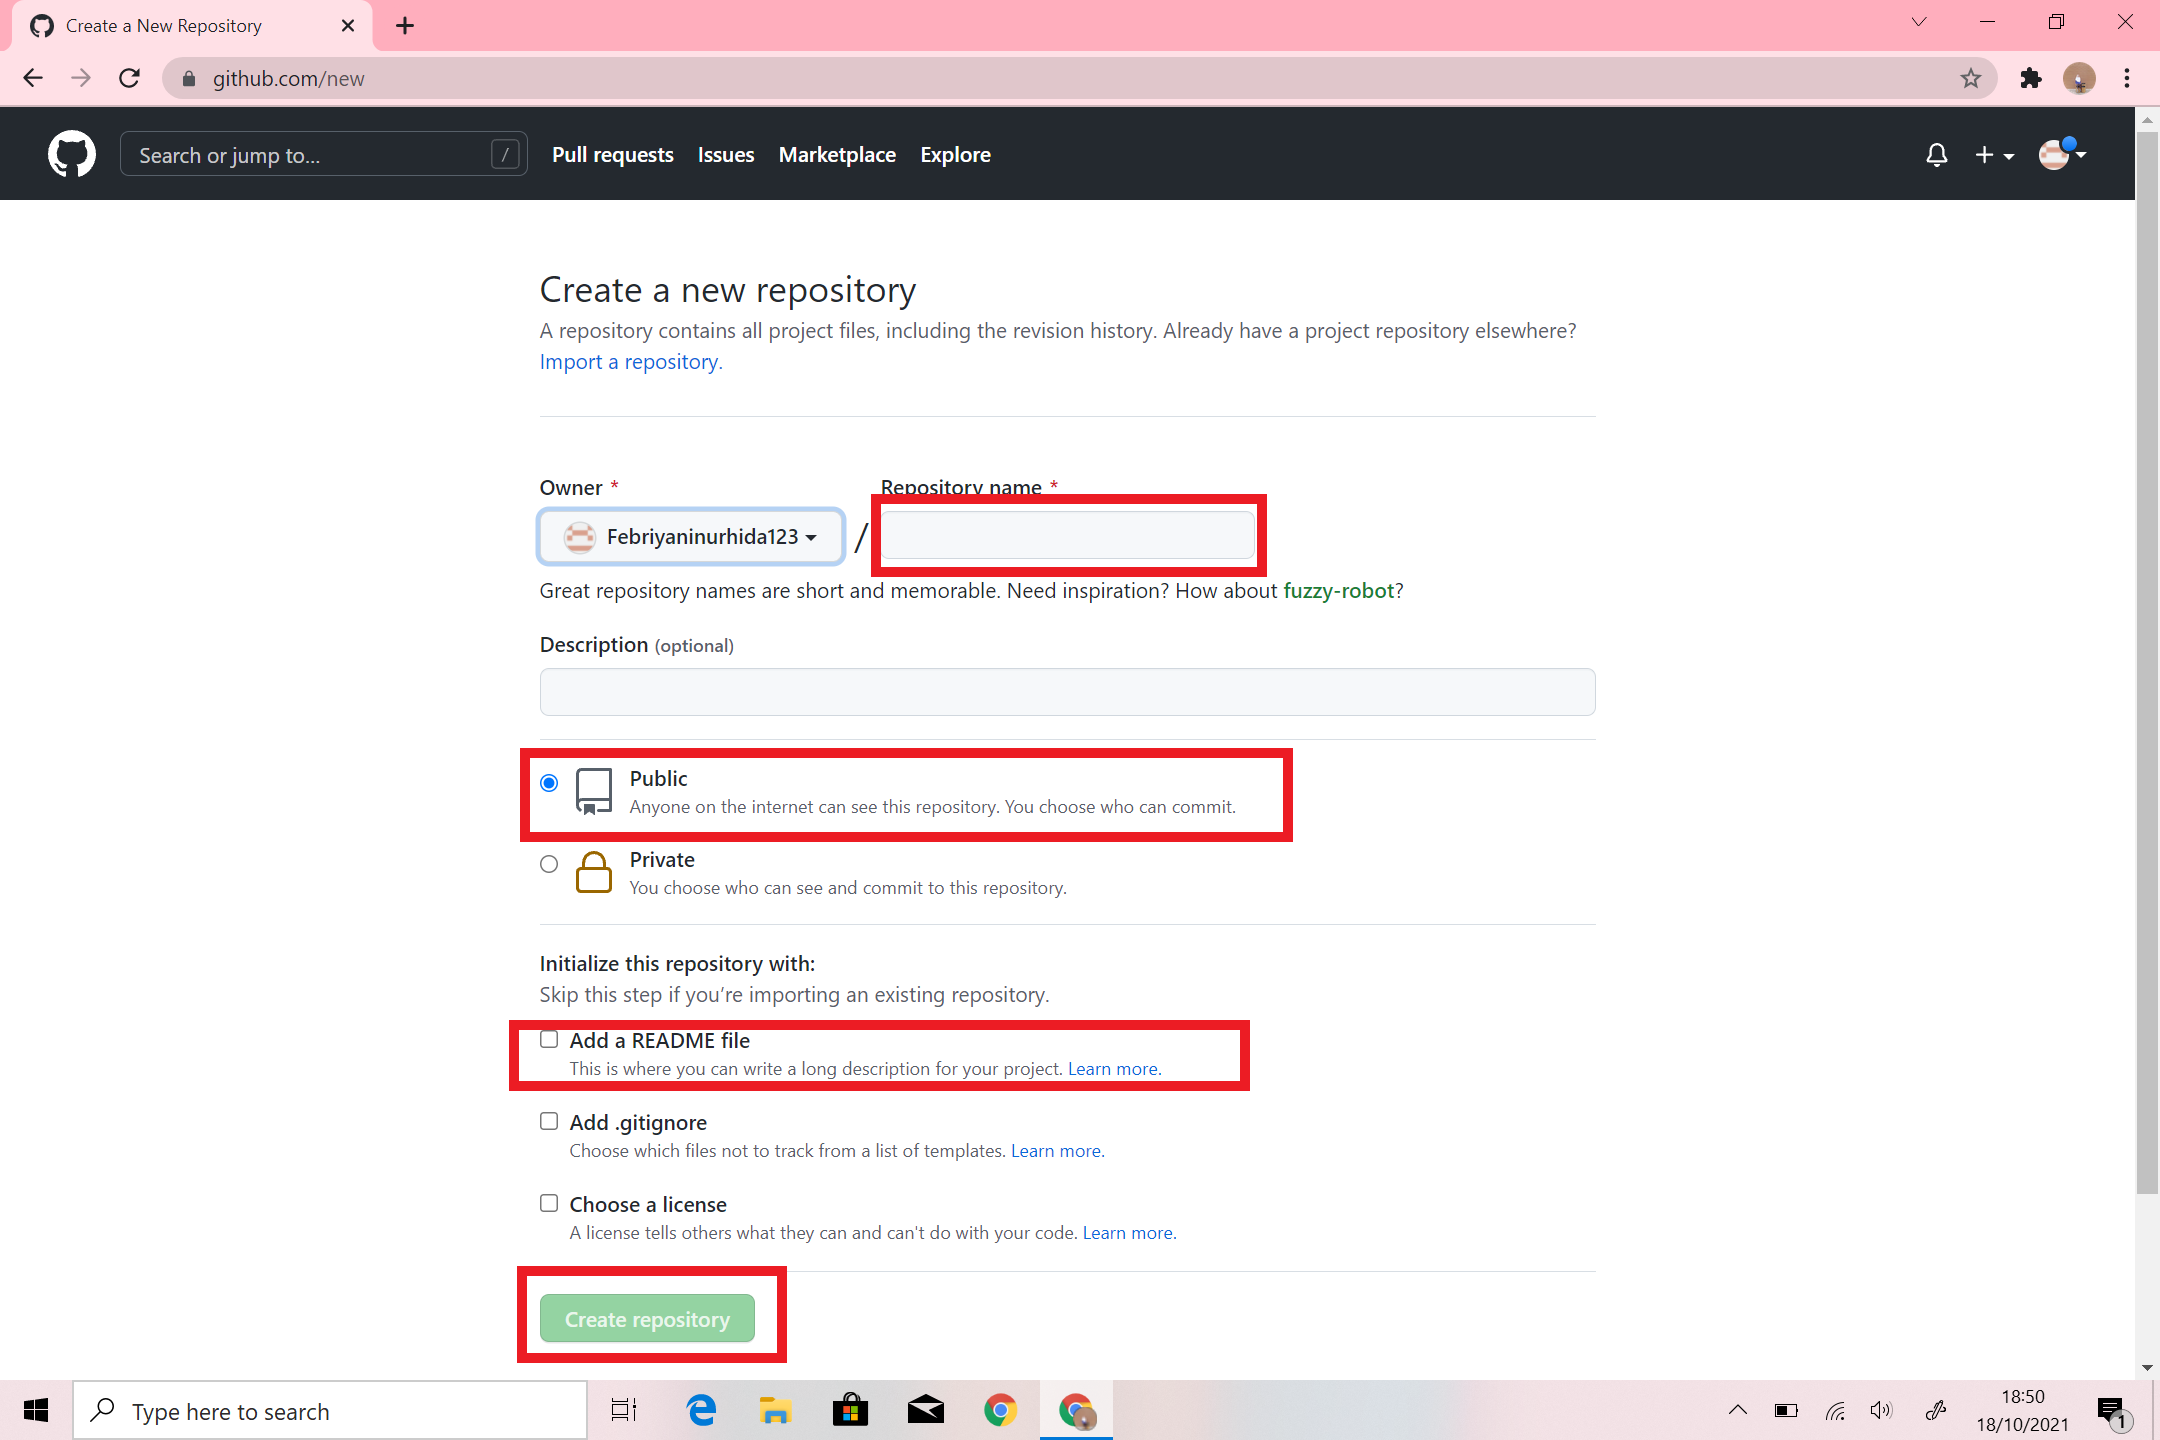 Create a New Repository
github.com/new
Search or jump to... /
Pull requests Issues Marketplace Explore
Create a new repository
A repository contains all project files, including the revision history. Already have a project repository elsewhere?
Import a repository.
Owner * Repository name *
Febriyaninurhida123 /
Great repository names are short and memorable. Need inspiration? How about fuzzy-robot?
Description (optional)
Public
Anyone on the internet can see this repository. You choose who can commit.
Private
You choose who can see and commit to this repository.
Initialize this repository with:
Skip this step if you’re importing an existing repository.
Add a README file
This is where you can write a long description for your project. Learn more.
Add .gitignore
Choose which files not to track from a list of templates. Learn more.
Choose a license
A license tells others what they can and can't do with your code. Learn more.
Create repository
Type here to search
18:50
18/10/2021
1